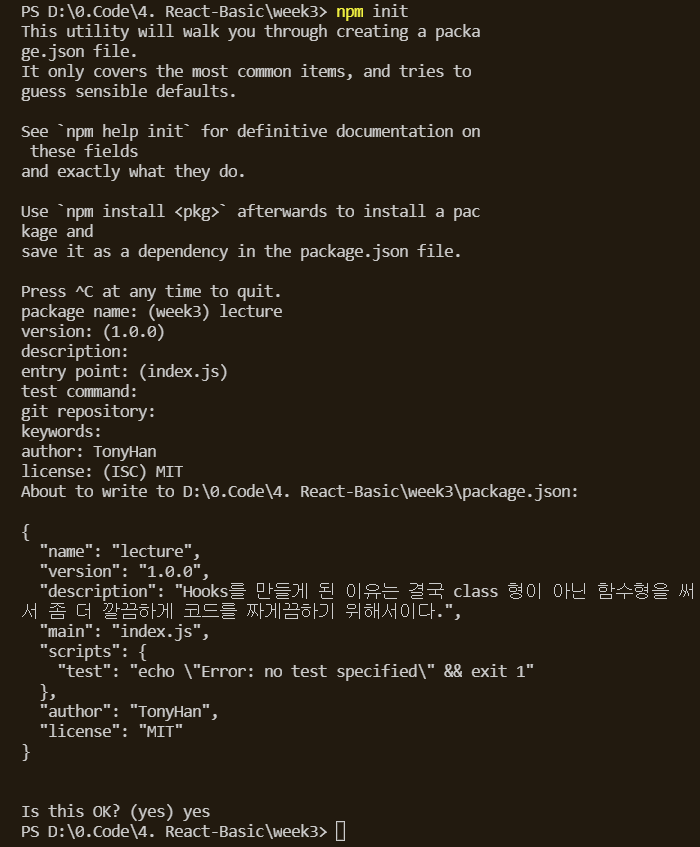 PS D:\0.Code\4. React-Basic\week3> npm init
This utility will walk you through creating a packa
ge.json file.
It only covers the most common items, and tries to
guess sensible defaults.

See `npm help init` for definitive documentation on
 these fields
and exactly what they do.

Use `npm install <pkg>` afterwards to install a pac
kage and
save it as a dependency in the package.json file.

Press ^C at any time to quit.
package name: (week3) lecture
version: (1.0.0)
description:
entry point: (index.js)
test command:
git repository:
keywords:
author: TonyHan
license: (ISC) MIT
About to write to D:\0.Code\4. React-Basic\week3\package.json:

{
  "name": "lecture",
  "version": "1.0.0",
  "description": "Hooks를 만들게 된 이유는 결국 class 형이 아닌 함수형을 써
서 좀 더 깔끔하게 코드를 짜게끔하기 위해서이다.",
  "main": "index.js",
  "scripts": {
    "test": "echo \"Error: no test specified\" && exit 1"
  },
  "author": "TonyHan",
  "license": "MIT"
}


Is this OK? (yes) yes
PS D:\0.Code\4. React-Basic\week3>